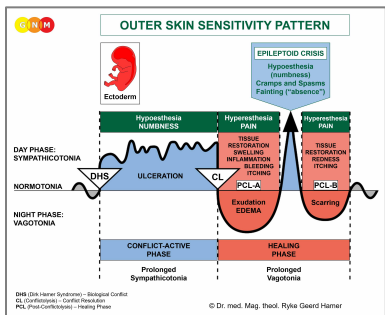 GNM
OUTER SKIN SENSITIVITY PATTERN
EPILEPTOID CRISIS
Hypoesthesia
(numbness)
Cramps and Spasms
Fainting ("absence")
Ectoderm
Hypoesthesia
NUMBNESS
Hyperesthesia
PAIN
Hyperesthesia
PAIN
DAY PHASE:
SYMPATHICOTONIA
TISSUE
RESTORATION
SWELLING
INFLAMMATION
BLEEDING
ITCHING
TISSUE
RESTORATION
REDNESS
ITCHING
DHS
ULCERATION
CL
PCL-A
PCL-B
NORMOTONIA
NIGHT PHASE:
VAGOTONIA
Exudation
EDEMA
Scarring
CONFLICT-ACTIVE
PHASE
HEALING
PHASE
Prolonged
Sympathicotonia
Prolonged
Vagotonia
DHS (Dirk Hamer Syndrome) – Biological Conflict
CL (Conflictolysis) – Conflict Resolution
PCL (Post-Conflictolysis) – Healing Phase
© Dr. med. Mag. theol. Ryke Geerd Hamer